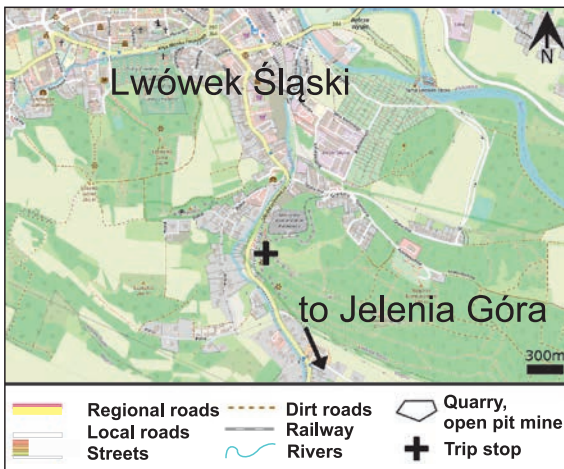 Lwówek Śląski
N
to Jelenia Góra
300m
Regional roads
Local roads
Streets
Dirt roads
Railway
Rivers
Quarry,
open pit mine
Trip stop